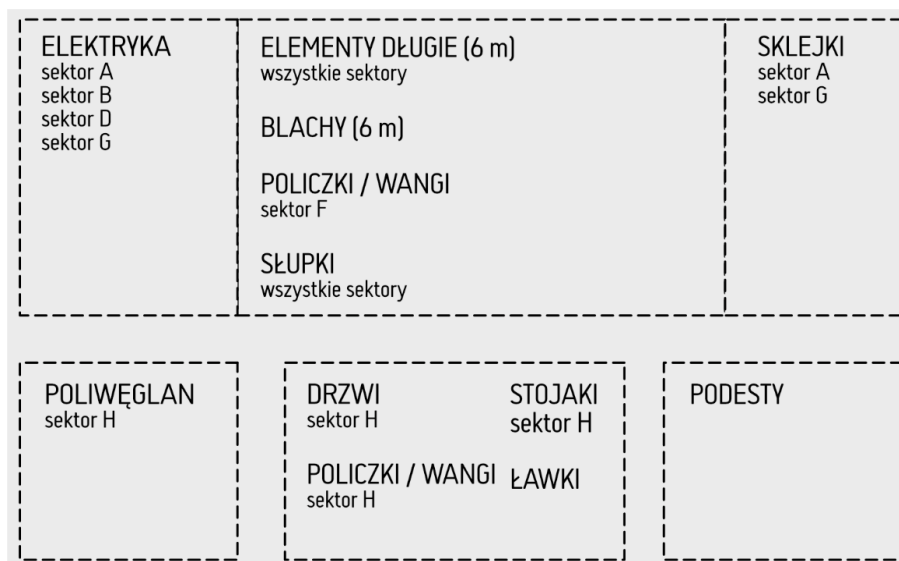 ELEKTRYKA
sektor A
sektor B
sektor D
sektor G
ELEMENTY DŁUGIE (6 m)
wszystkie sektory
BLACHY (6 m)
POLICZKI / WANGI
sektor F
SŁUPKI
wszystkie sektory
SKLEJKI
sektor A
sektor G
POLIWĘGLAN
sektor H
DRZWI
sektor H
POLICZKI / WANGI
sektor H
STOJAKI
sektor H
ŁAWKI
PODESTY